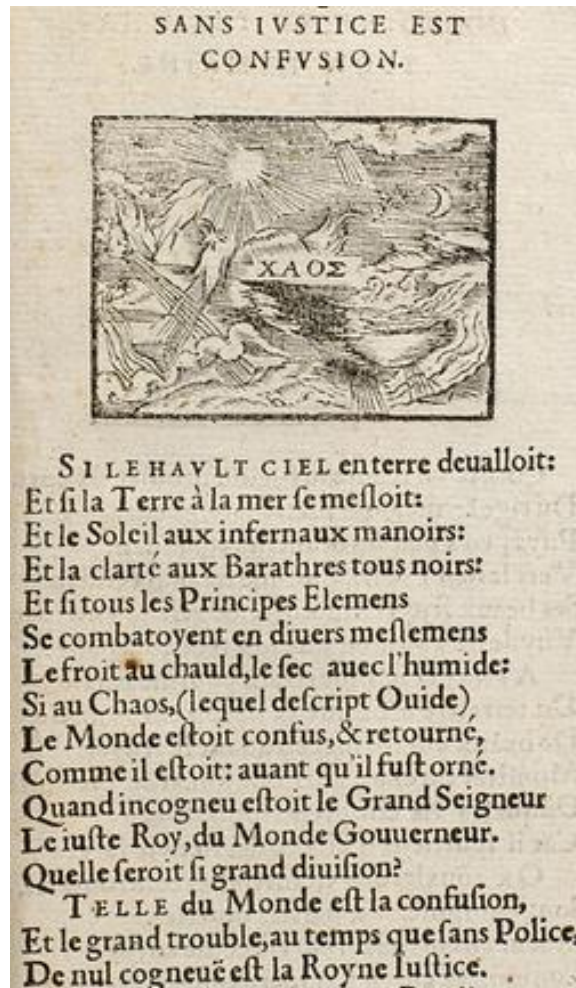 SANS IVSTICE EST
CONFVSION.
ΧΑΟΣ
SI LE HAVLT CIEL en terre deualloit:
Et ſi la Terre à la mer ſe meſloit:
Et le Soleil aux infernaux manoirs:
Et la clarté aux Barathres tous noirs:
Et ſi tous les Principes Elemens
Se combatoyent en diuers meſlemens
Le froit au chauld, le ſec auec l'humide:
Si au Chaos, (lequel deſcript Ouide)
Le Monde eſtoit confus, & retourné,
Comme il eſtoit: auant qu'il fuſt orné.
Quand incogneu eſtoit le Grand Seigneur
Le iuſte Roy, du Monde Gouuerneur.
Quelle ſeroit ſi grand diuiſion?
TELLE du Monde eſt la confuſion,
Et le grand trouble, au temps que ſans Police,
De nul cogneuë eſt la Royne Iuſtice.